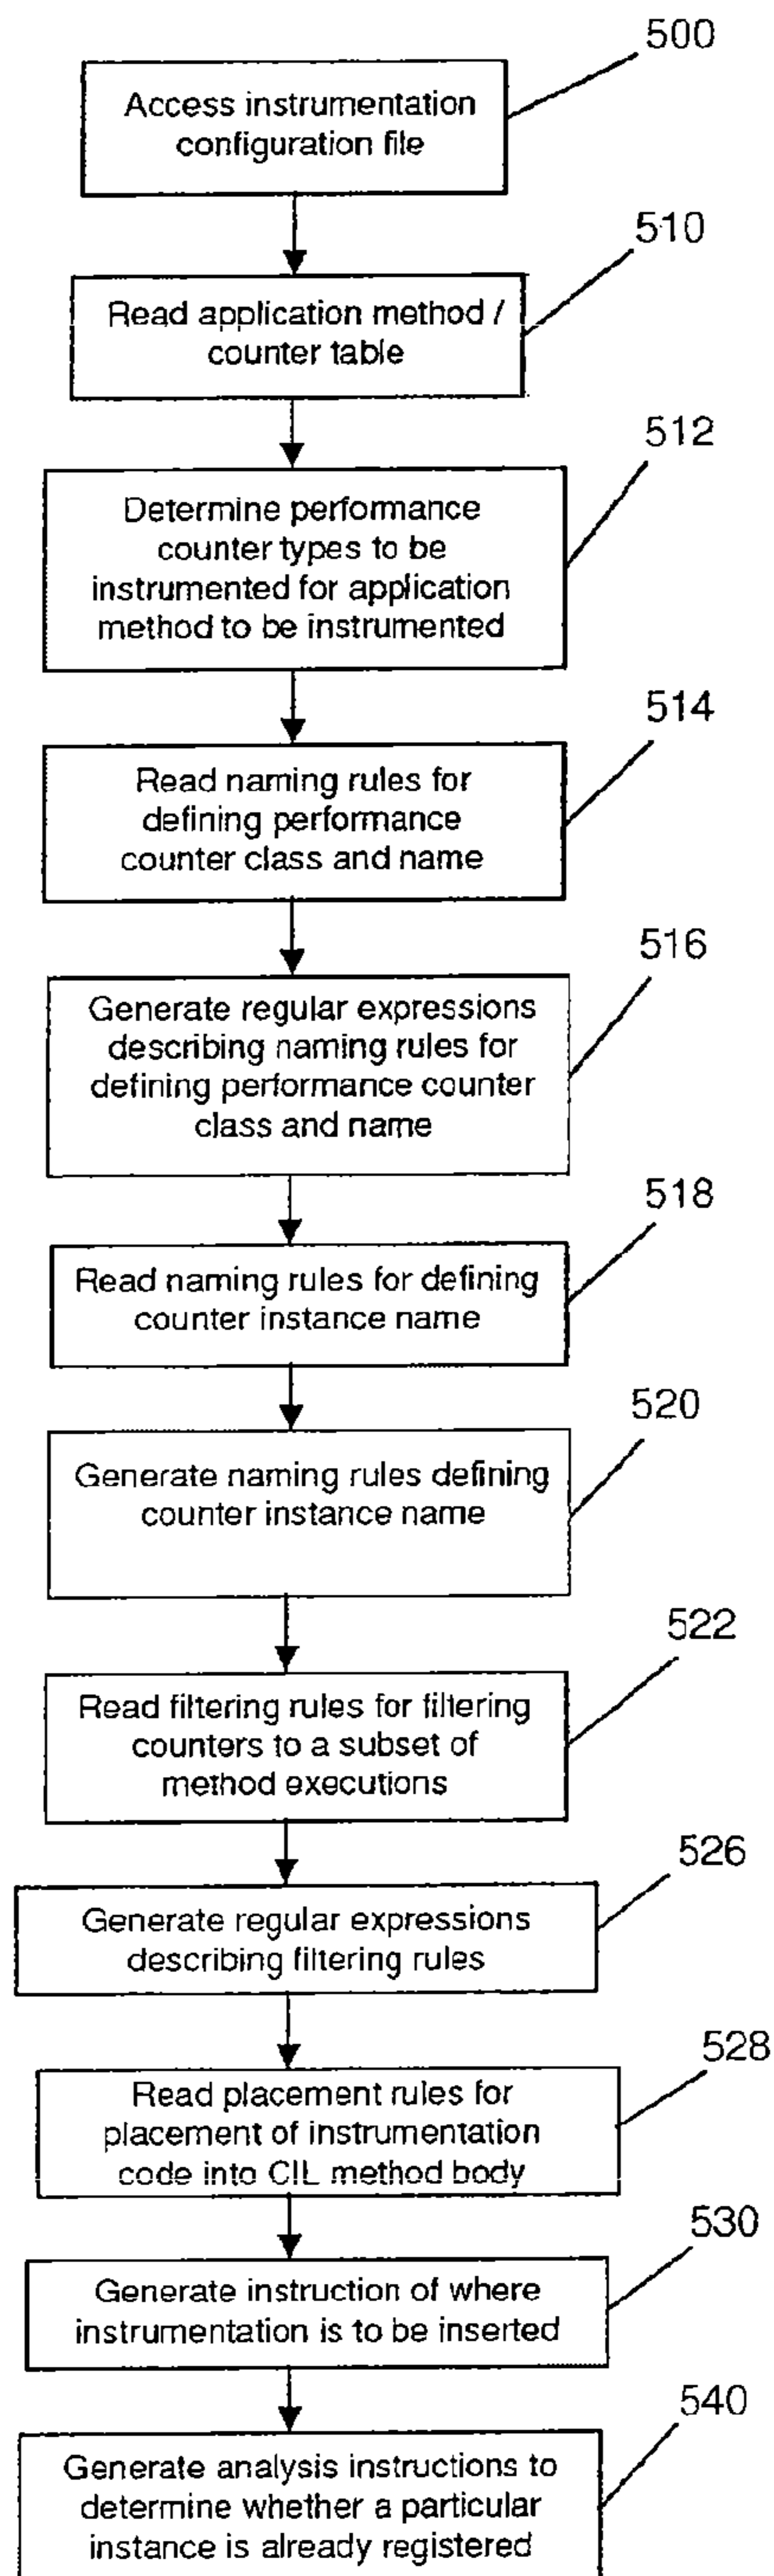 500
Access instrumentation
configuration file
510
Read application method /
counter table
512
Determine performance
counter types to be
instrumented for application
method to be instrumented
514
Read naming rules for
defining performance
counter class and name
516
Generate regular expressions
describing naming rules for
defining performance counter
class and name
518
Read naming rules for defining
counter instance name
520
Generate naming rules defining
counter instance name
522
Read filtering rules for filtering
counters to a subset of
method executions
526
Generate regular expressions
describing filtering rules
528
Read placement rules for
placement of instrumentation
code into CIL method body
530
Generate instruction of where
instrumentation is to be inserted
540
Generate analysis instructions to
determine whether a particular
instance is already registered